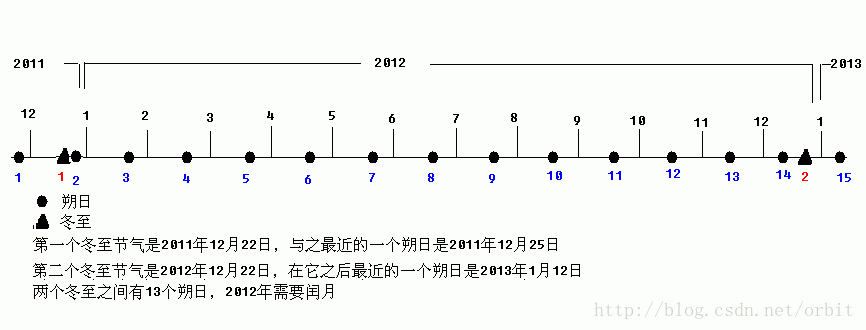 2011 2012 2013
12 1 2 3 4 5 6 7 8 9 10 11 12 1
1 1 2 3 4 5 6 7 8 9 10 11 12 13 14 2 15
朔日
冬至
第一个冬至节气是2011年12月22日，与之最近的一个朔日是2011年12月25日
第二个冬至节气是2012年12月22日，在它之后最近的一个朔日是2013年1月12日
两个冬至之间有13个朔日，2012年需要闰月
http://blog.csdn.net/orbit